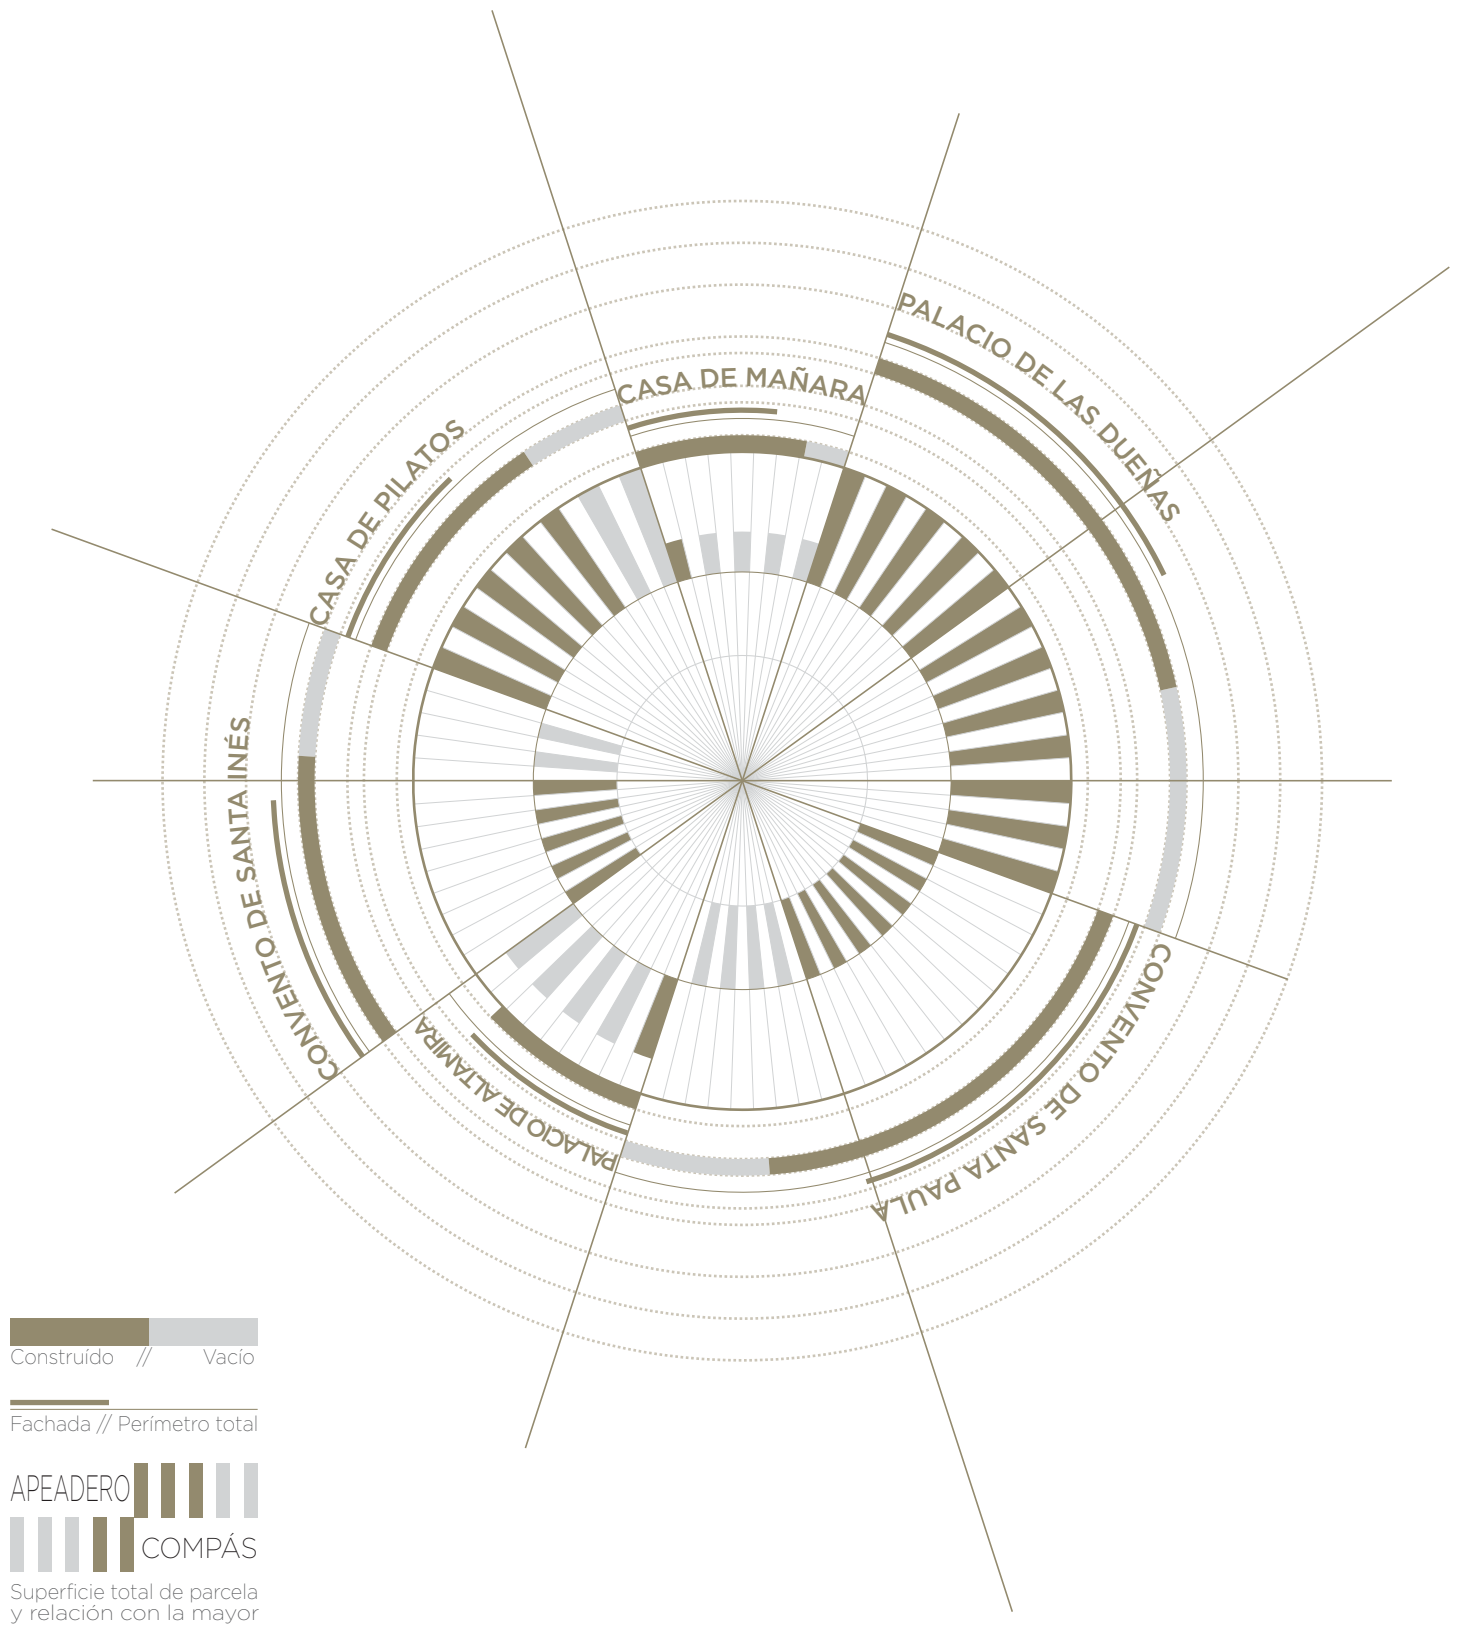 CASA DE MAÑARA
PALACIO DE LAS DUEÑAS
CASA DE PILATOS
CONVENTO DE SANTA INÉS
PALACIO DE ALTAMIRA
CONVENTO DE SANTA PAULA
Construído // Vacío
Fachada // Perímetro total
APEADERO
COMPÁS
Superficie total de parcela
y relación con la mayor